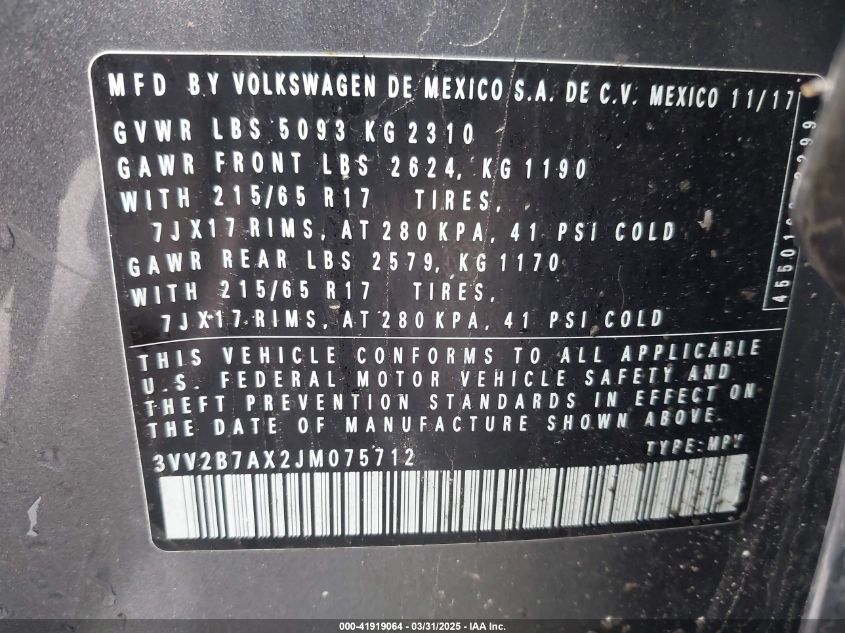 MFD BY VOLKSWAGEN DE MEXICO S.A. DE C.V. MEXICO 11/17
GVWR LBS 5093 KG 2310
GAWR FRONT LBS 2624, KG 1190
WITH 215/65 R17 TIRES,
7JX17 RIMS, AT 280 KPA, 41 PSI COLD
GAWR REAR LBS 2579, KG 1170
WITH 215/65 R17 TIRES,
7JX17 RIMS, AT 280 KPA, 41 PSI COLD
THIS VEHICLE CONFORMS TO ALL APPLICABLE
U.S. FEDERAL MOTOR VEHICLE SAFETY AND
THEFT PREVENTION STANDARDS IN EFFECT ON
THE DATE OF MANUFACTURE SHOWN ABOVE.
3VV2B7AX2JM075712 TYPE:MPV
000-41919064 - 03/31/2025 - IAA Inc.